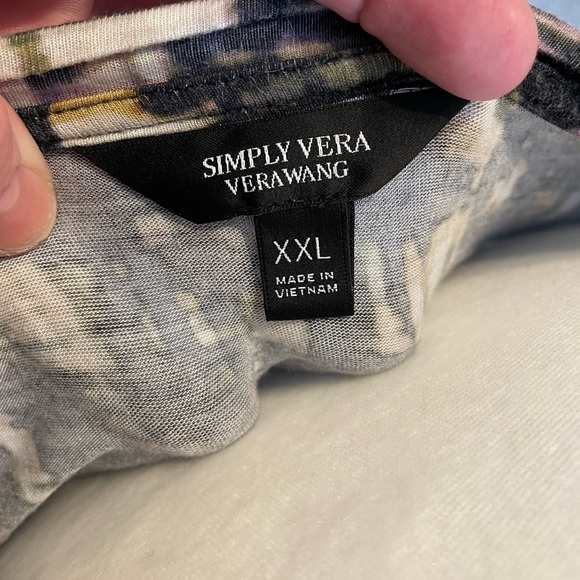 SIMPLY VERA
VERAWANG
XXL
MADE IN
VIETNAM